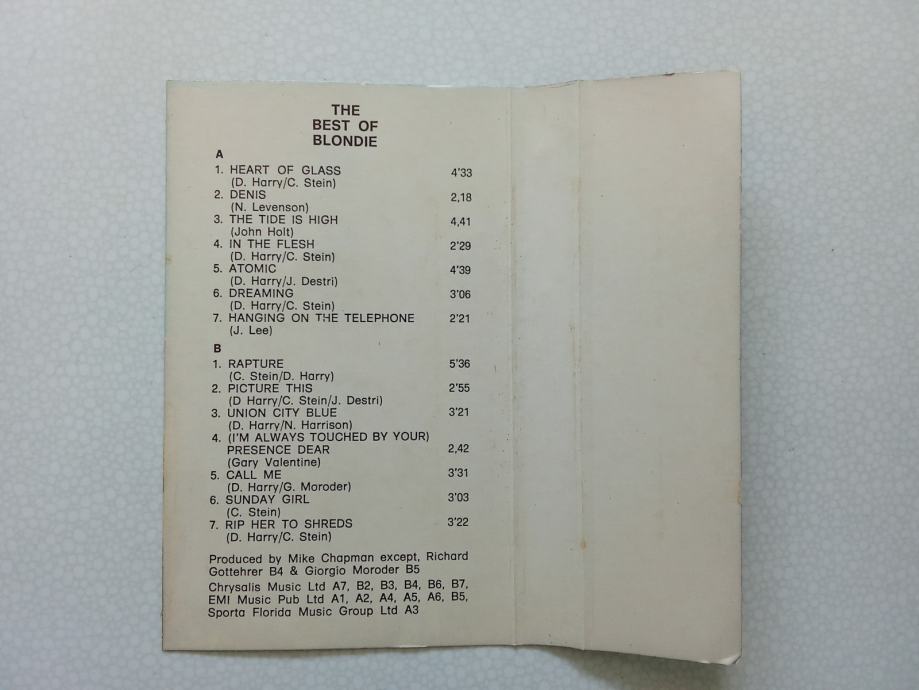 THE
BEST OF
BLONDIE
A
1. HEART OF GLASS 4'33
(D. Harry/C. Stein)
2. DENIS 2,18
(N. Levenson)
3. THE TIDE IS HIGH 4,41
(John Holt)
4. IN THE FLESH 2'29
(D. Harry/C. Stein)
5. ATOMIC 4'39
(D. Harry/J. Destri)
6. DREAMING 3'06
(D. Harry/C. Stein)
7. HANGING ON THE TELEPHONE 2'21
(J. Lee)
B
1. RAPTURE 5'36
(C. Stein/D. Harry)
2. PICTURE THIS 2'55
(D Harry/C. Stein/J. Destri)
3. UNION CITY BLUE 3'21
(D. Harry/N. Harrison)
4. (I'M ALWAYS TOUCHED BY YOUR)
PRESENCE DEAR 2,42
(Gary Valentine)
5. CALL ME 3'31
(D. Harry/G. Moroder)
6. SUNDAY GIRL 3'03
(C. Stein)
7. RIP HER TO SHREDS 3'22
(D. Harry/C. Stein)
Produced by Mike Chapman except, Richard
Gottehrer B4 & Giorgio Moroder B5
Chrysalis Music Ltd A7, B2, B3, B4, B6, B7,
EMI Music Pub Ltd A1, A2, A4, A5, A6, B5,
Sporta Florida Music Group Ltd A3